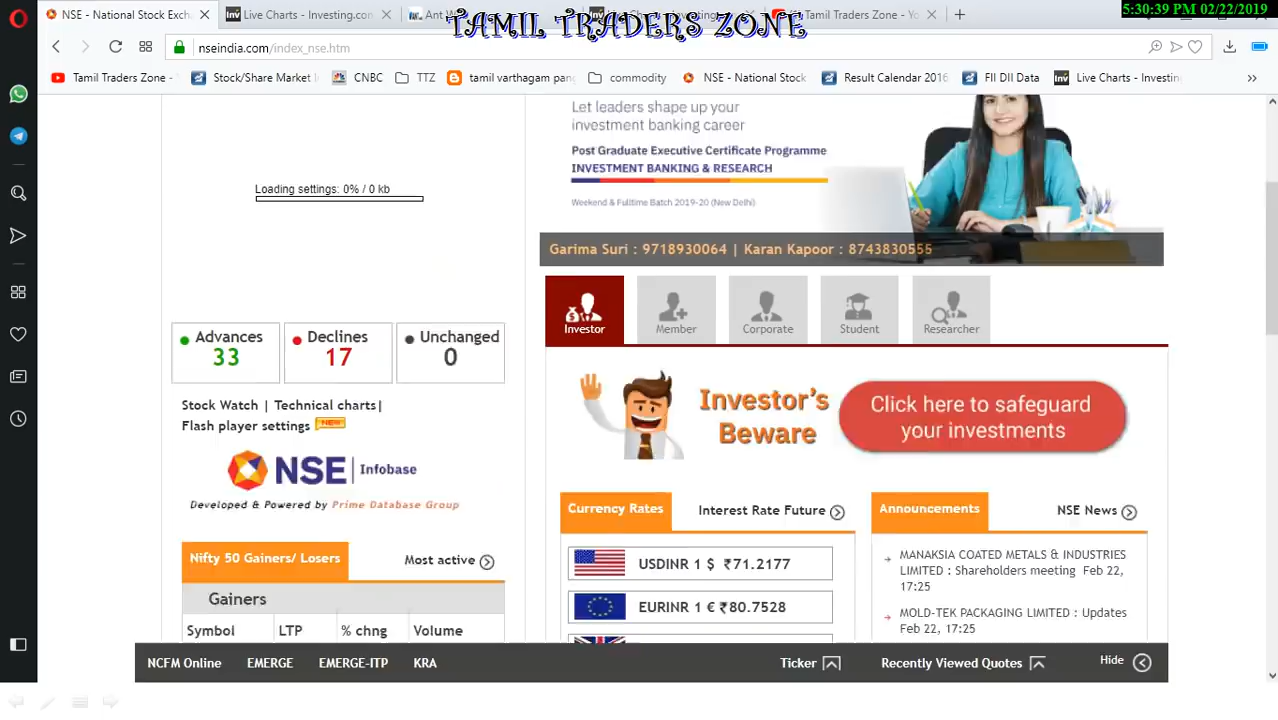 5:30:39 PM 02/22/2019
TAMIL TRADERS ZONE
NSE - National Stock Exch
Live Charts - Investing.con
Ant
nseindia.com/index_nse.htm
Tamil Traders Zone -
Stock/Share Market
CNBC
TTZ
tamil varthagam pang
commodity
NSE - National Stock
Result Calendar 2016
FII DII Data
Live Charts - Investin
Let leaders shape up your
investment banking career
Post Graduate Executive Certificate Programme
INVESTMENT BANKING & RESEARCH
Weekend & Fulltime Batch 2019-20 (New Delhi)
Garima Suri : 9718930064 | Karan Kapoor : 8743830555
Loading settings: 0% / 0 kb
Investor
Member
Corporate
Student
Researcher
Advances
33
Declines
17
Unchanged
0
Stock Watch | Technical charts|
Flash player settings NEW
NSE Infobase
Developed & Powered by Prime Database Group
Investor's
Beware
Click here to safeguard
your investments
Nifty 50 Gainers/ Losers
Most active
Gainers
Symbol LTP % chng Volume
Currency Rates
Interest Rate Future
USDINR 1 $ ₹71.2177
EURINR 1 € ₹80.7528
Announcements
NSE News
MANAKSIA COATED METALS & INDUSTRIES
LIMITED : Shareholders meeting Feb 22,
17:25
MOLD-TEK PACKAGING LIMITED : Updates
Feb 22, 17:25
NCFM Online EMERGE EMERGE-ITP KRA Ticker Recently Viewed Quotes Hide